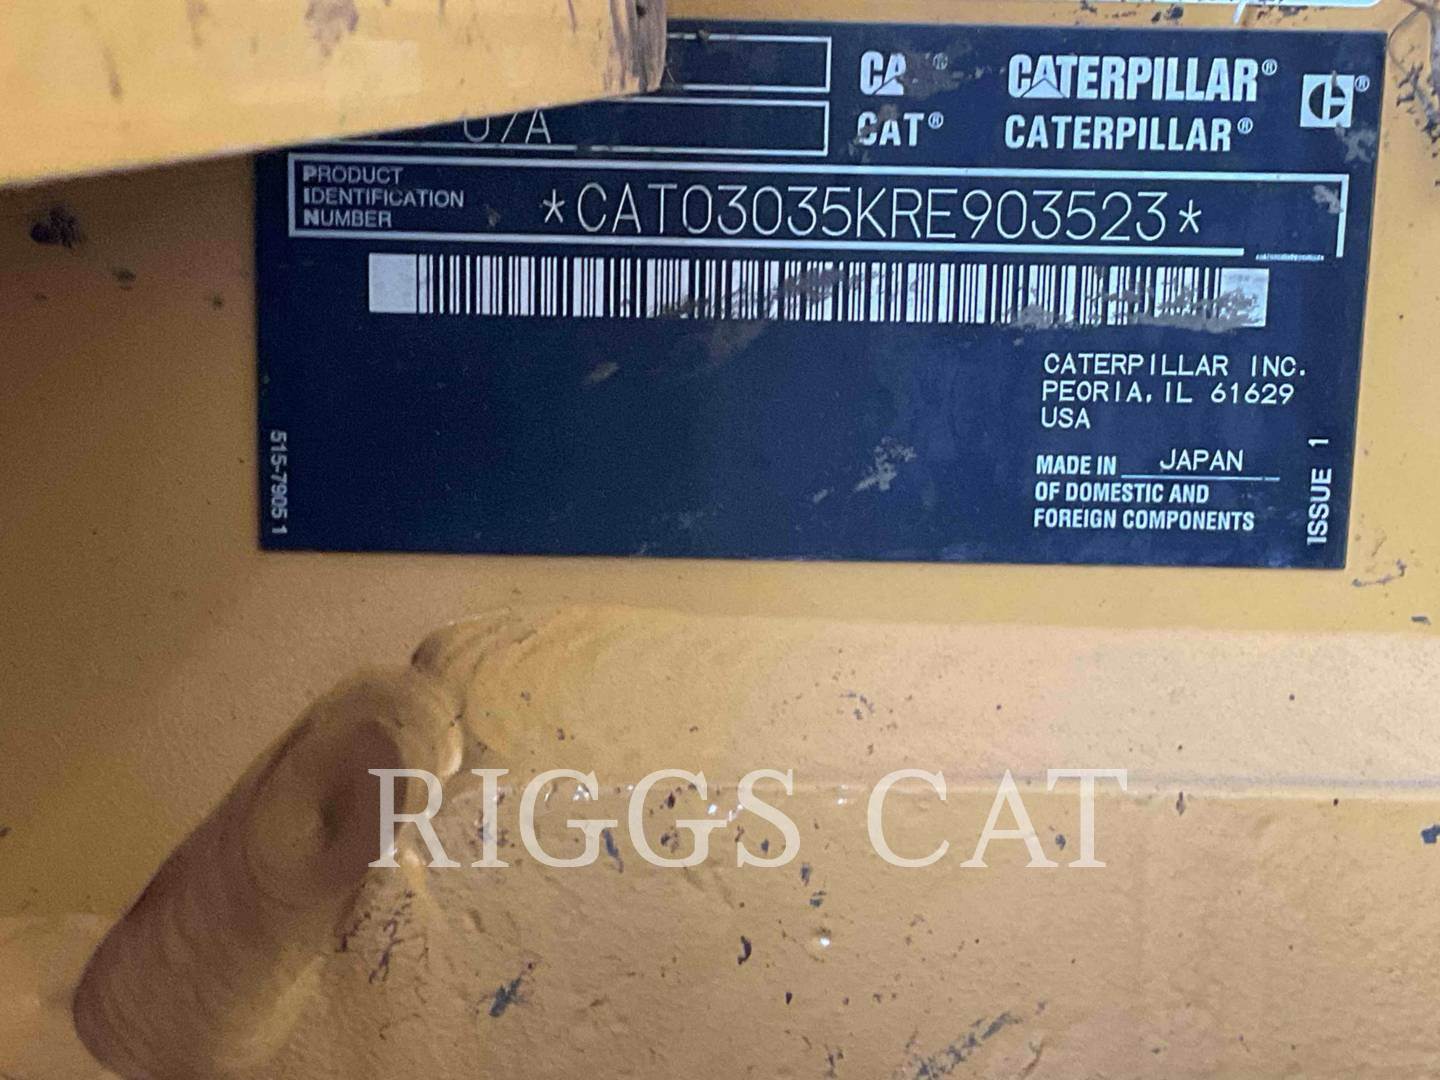 CAT® CATERPILLAR® C®
CAT® CATERPILLAR®
07A
PRODUCT
IDENTIFICATION
NUMBER
*CAT03035KRE903523*
CATERPILLAR INC.
PEORIA, IL 61629
USA
MADE IN JAPAN
OF DOMESTIC AND
FOREIGN COMPONENTS
ISSUE 1
515-7905 1
RIGGS CAT